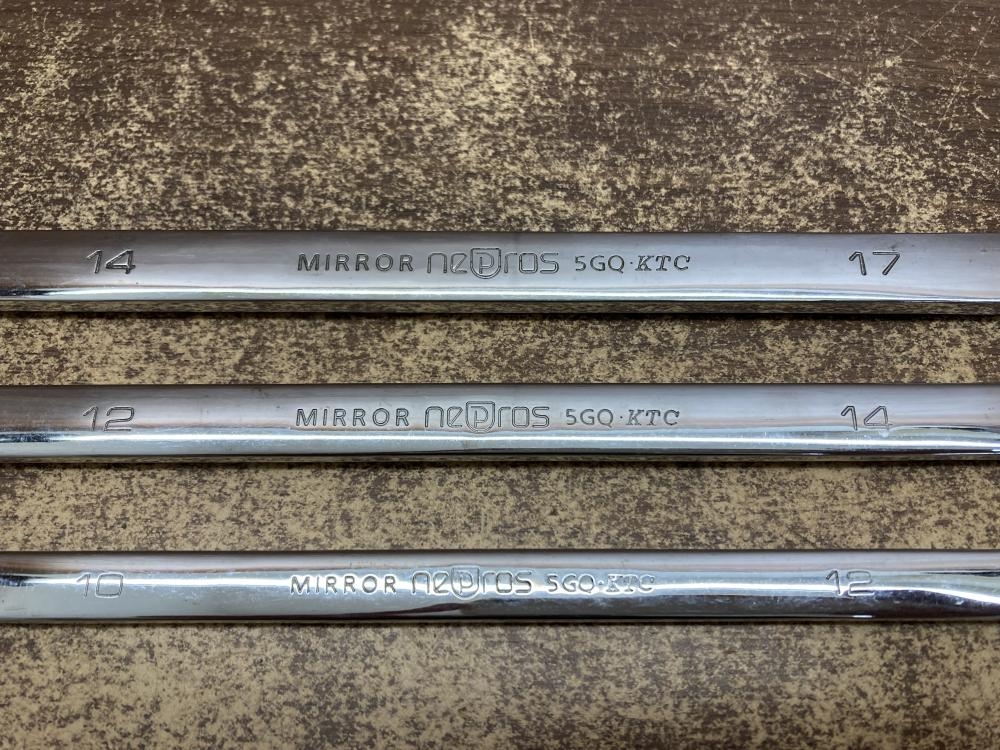 14 MIRROR nepros 5GQ·KTC 17
12 MIRROR nepros 5GQ·KTC 14
10 MIRROR nepros 5GQ·KTC 12